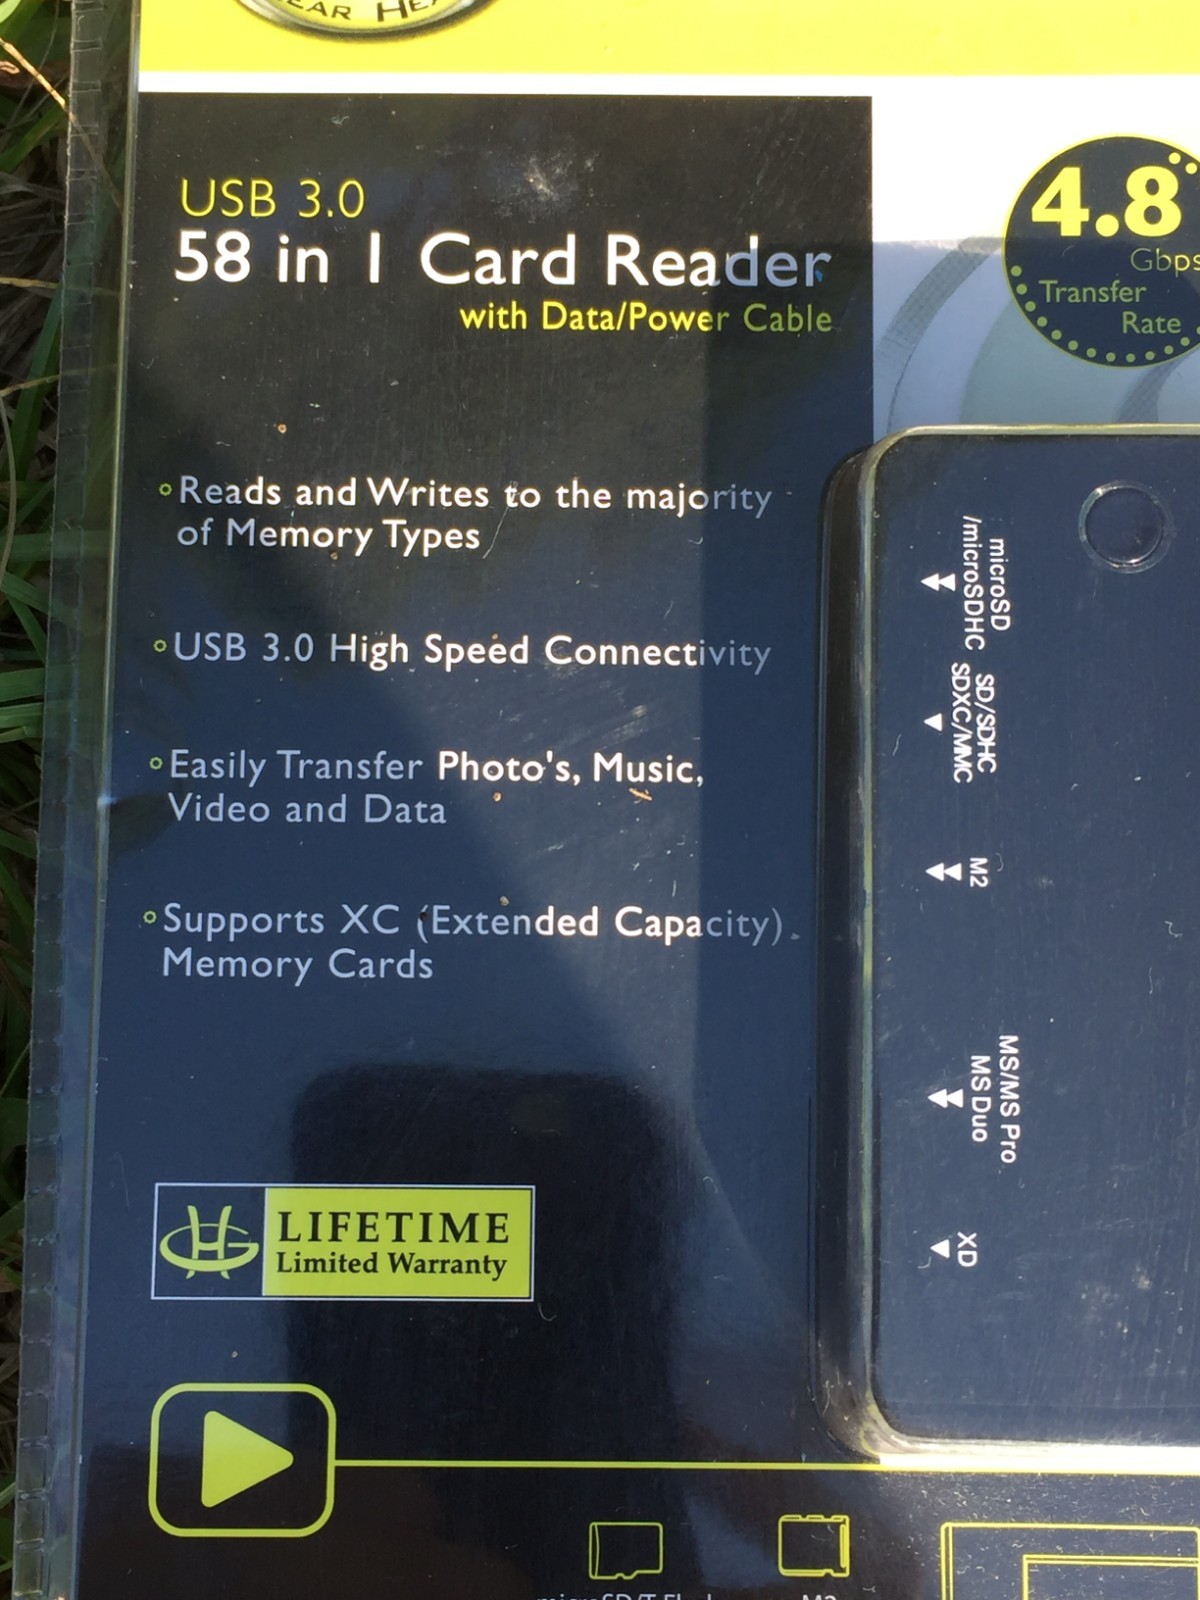 USB 3.0
58 in 1 Card Reader
with Data/Power Cable
4.8
Gbps
Transfer
Rate
Reads and Writes to the majority
of Memory Types
USB 3.0 High Speed Connectivity
Easily Transfer Photo's, Music,
Video and Data
Supports XC (Extended Capacity)
Memory Cards
microSD
/microSDHC
SD/SDHC
SDXC/MMC
M2
MS/MS Pro
MS Duo
XD
LIFETIME
Limited Warranty
M2